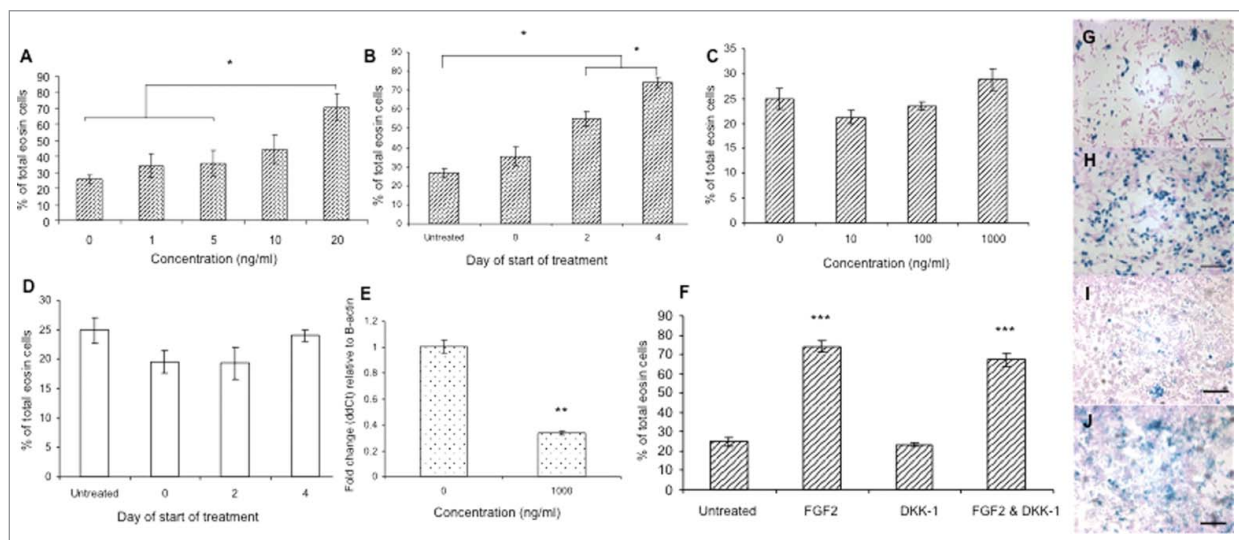 A
*
% of total eosin cells
90
80
70
60
50
40
30
20
10
0
0 1 5 10 20
Concentration (ng/ml)
B
*
*
% of total eosin cells
90
80
70
60
50
40
30
20
10
0
Untreated 0 2 4
Day of start of treatment
C
% of total eosin cells
35
30
25
20
15
10
5
0
0 10 100 1000
Concentration (ng/ml)
D
% of total eosin cells
30
25
20
15
10
5
0
Untreated 0 2 4
Day of start of treatment
E
Fold change (ddCt) relative to B-actin
1.2
1
0.8
0.6
0.4
0.2
0
**
0 1000
Concentration (ng/ml)
F
% of total eosin cells
90
80
70
60
50
40
30
20
10
0
*** ***
Untreated FGF2 DKK-1 FGF2 & DKK-1
G
H
I
J